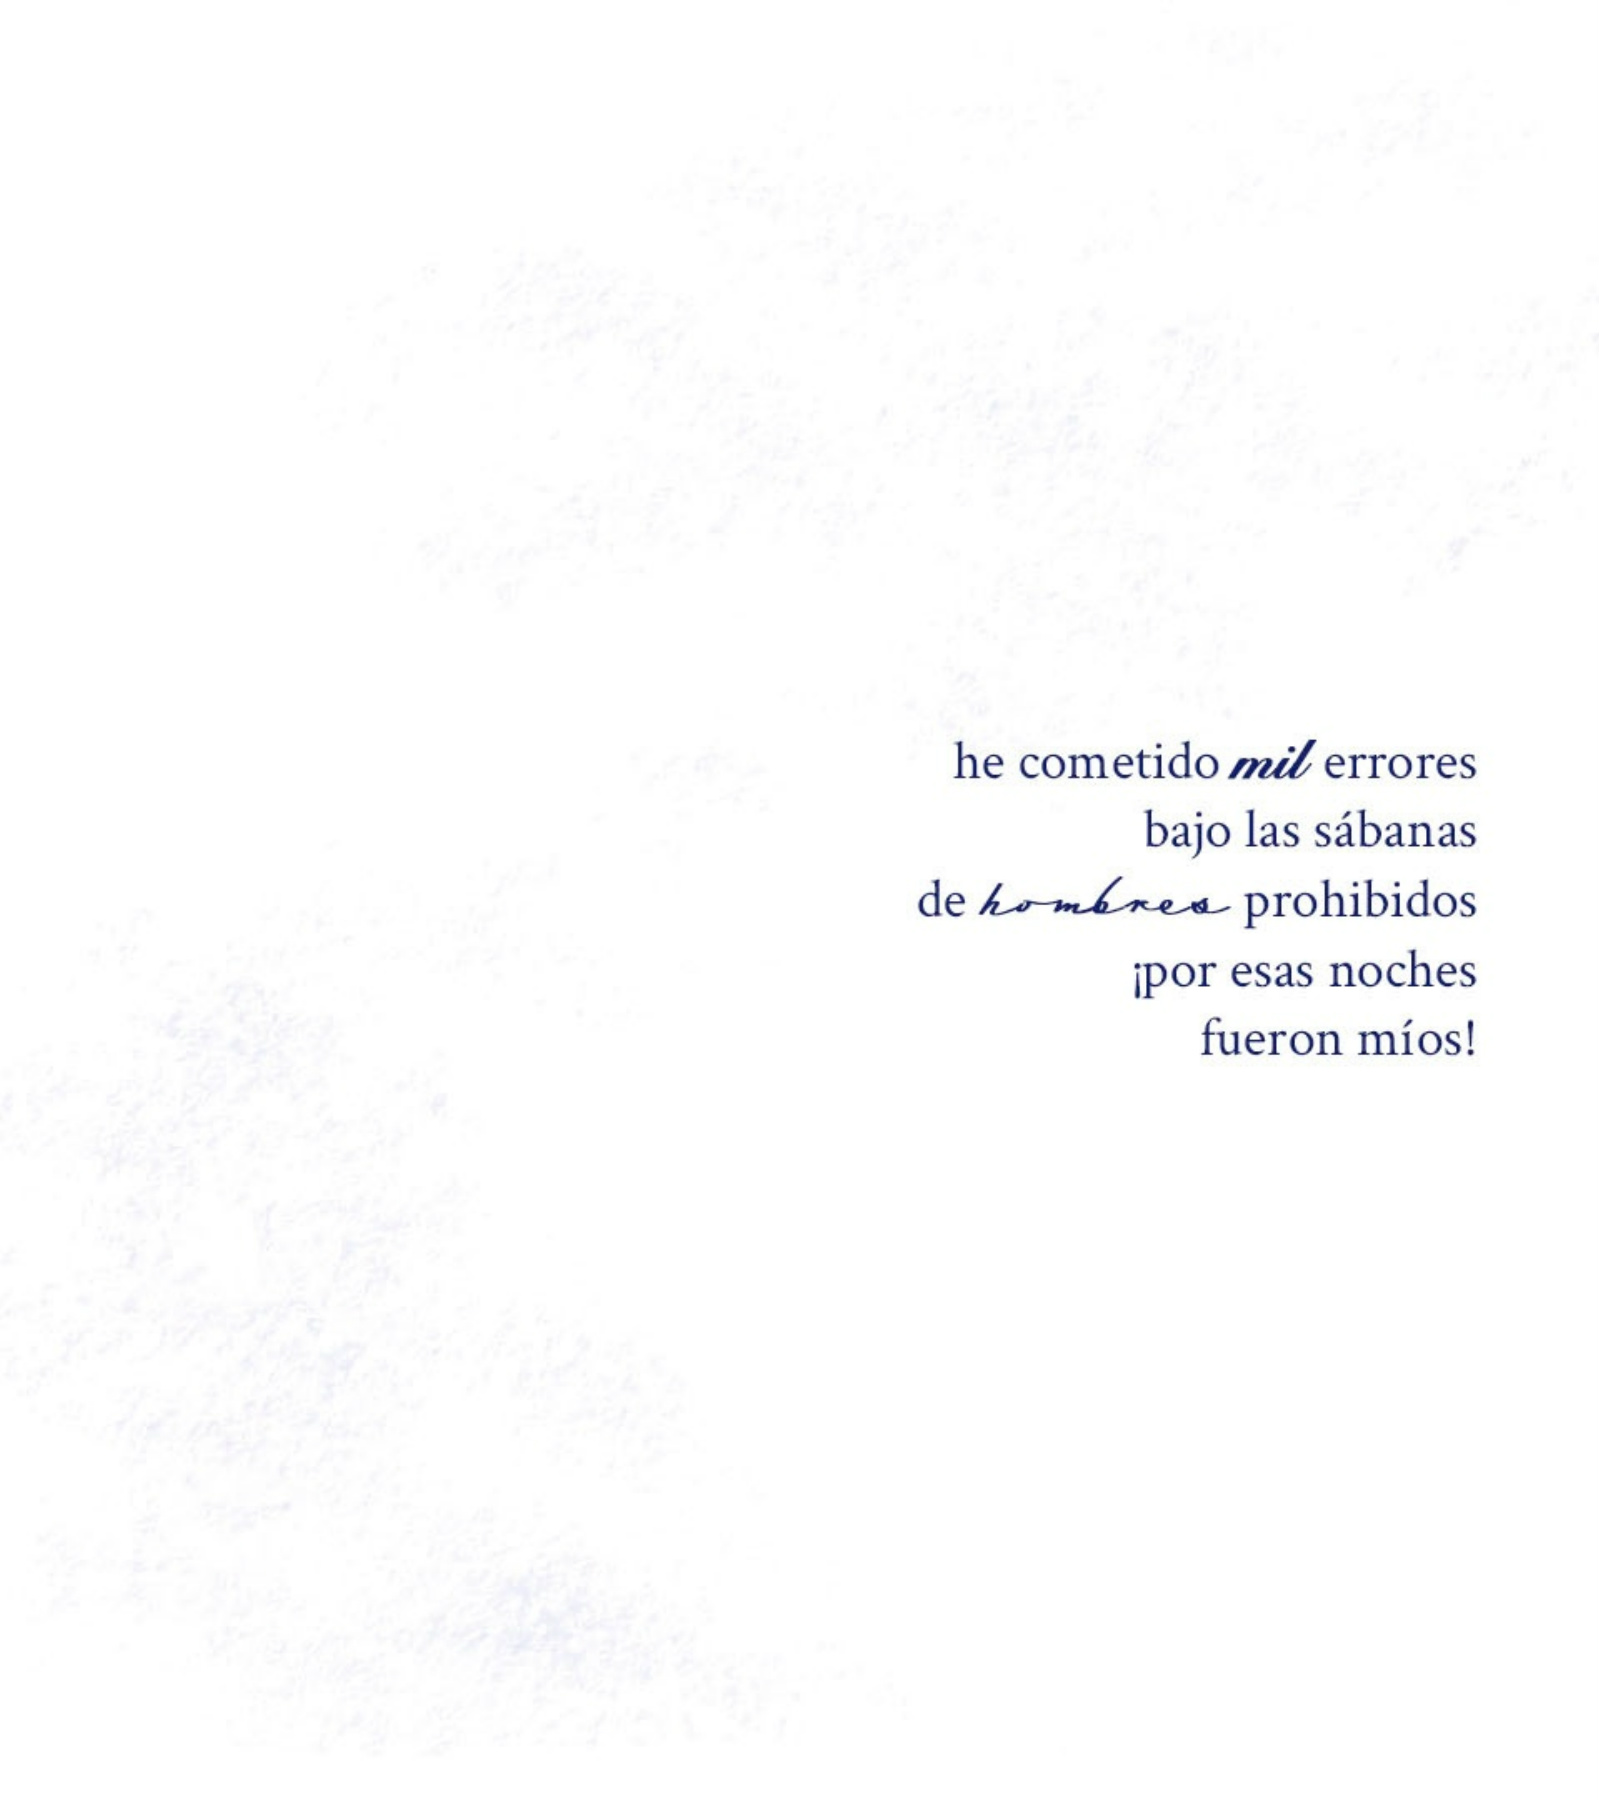 he cometido mil errores
bajo las sábanas
de hombres prohibidos
¡por esas noches
fueron míos!